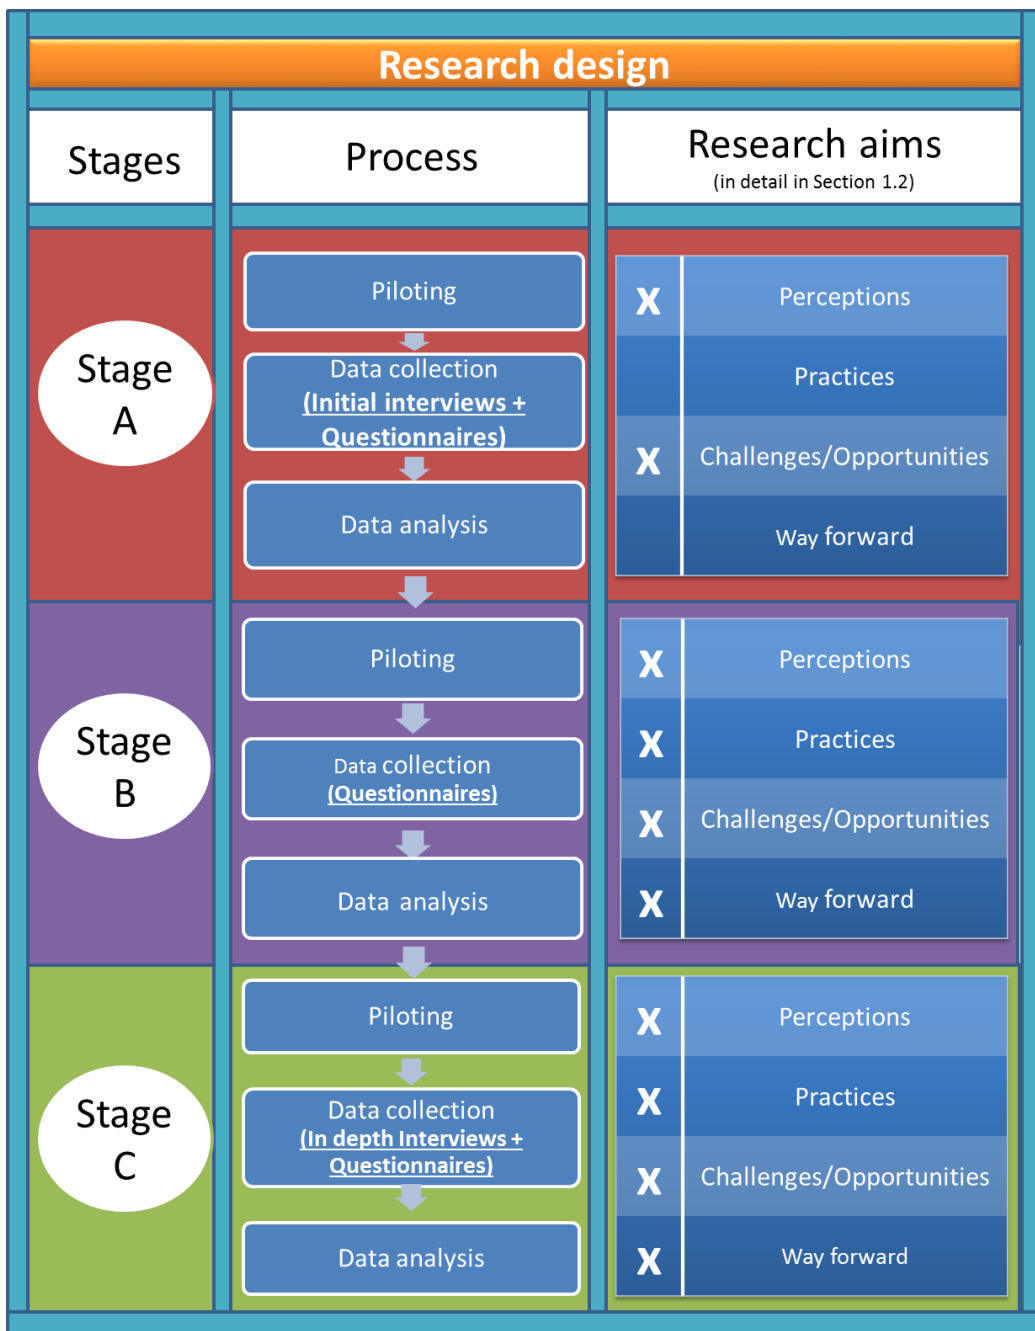 Research design
Stages
Process
Research aims
(in detail in Section 1.2)
Stage
A
Piloting
Data collection
(Initial interviews +
Questionnaires)
Data analysis
X Perceptions
Practices
X Challenges/Opportunities
Way forward
Stage
B
Piloting
Data collection
(Questionnaires)
Data analysis
X Perceptions
X Practices
X Challenges/Opportunities
X Way forward
Stage
C
Piloting
Data collection
(In depth Interviews +
Questionnaires)
Data analysis
X Perceptions
X Practices
X Challenges/Opportunities
X Way forward